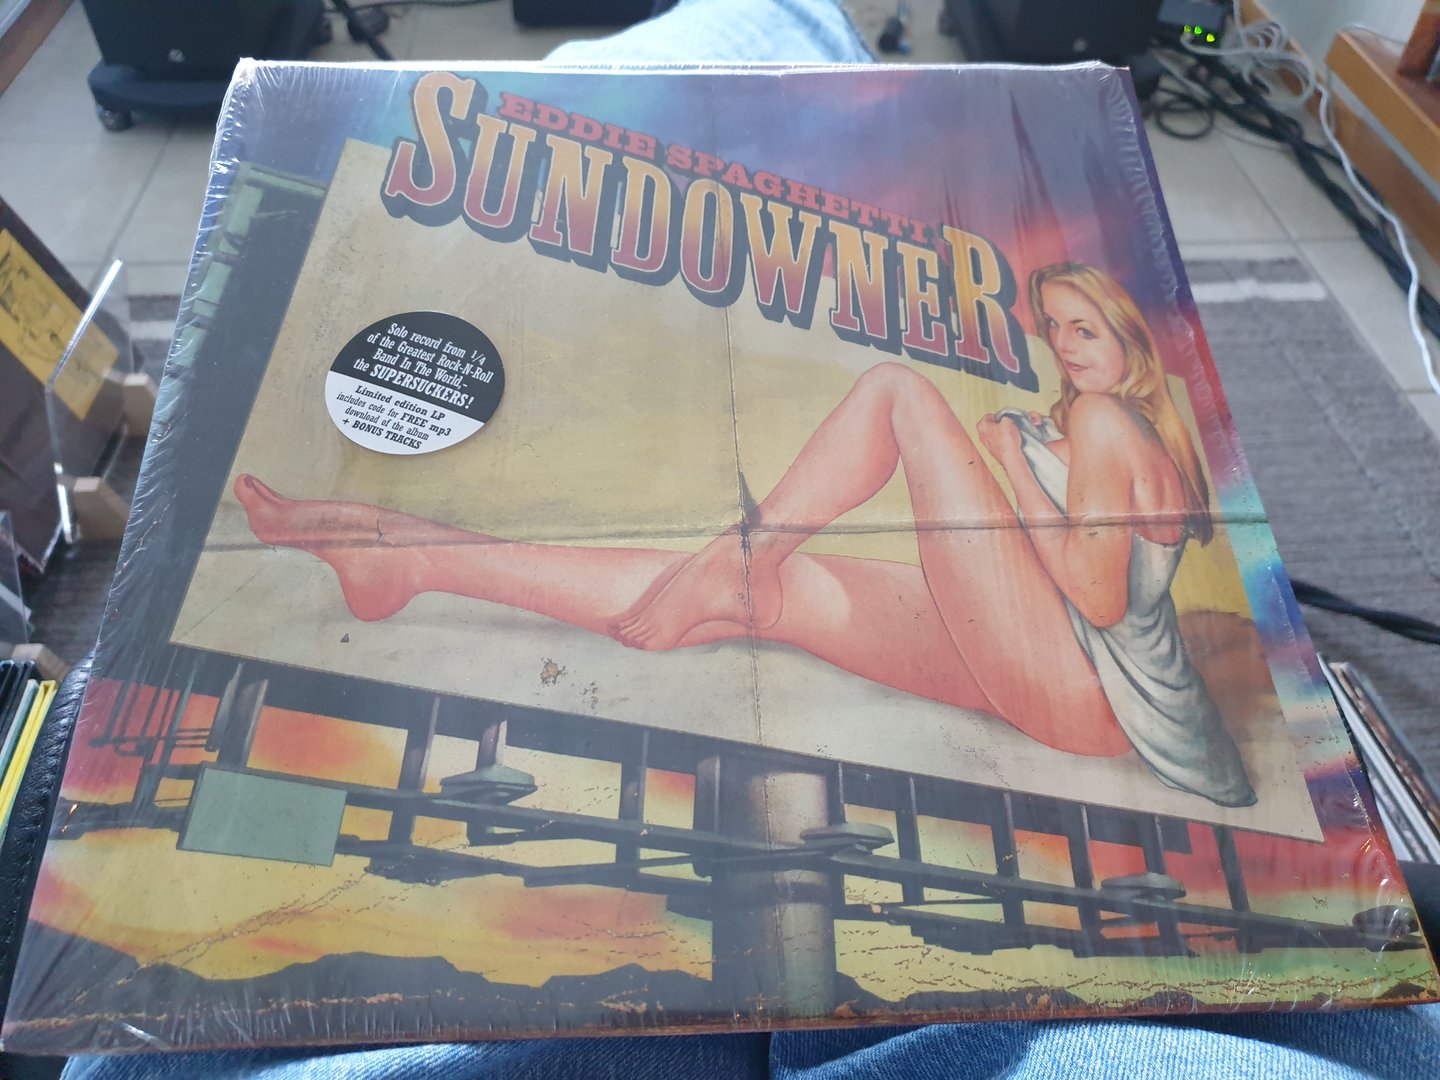 EDDIE SPAGHETTI
SUNDOWNER
Solo record from 1/4
of the Greatest Rock-N-Roll
Band In The World,-
the SUPERSUCKERS!
Limited edition LP
includes code for FREE mp3
download of the album
+ BONUS TRACKS